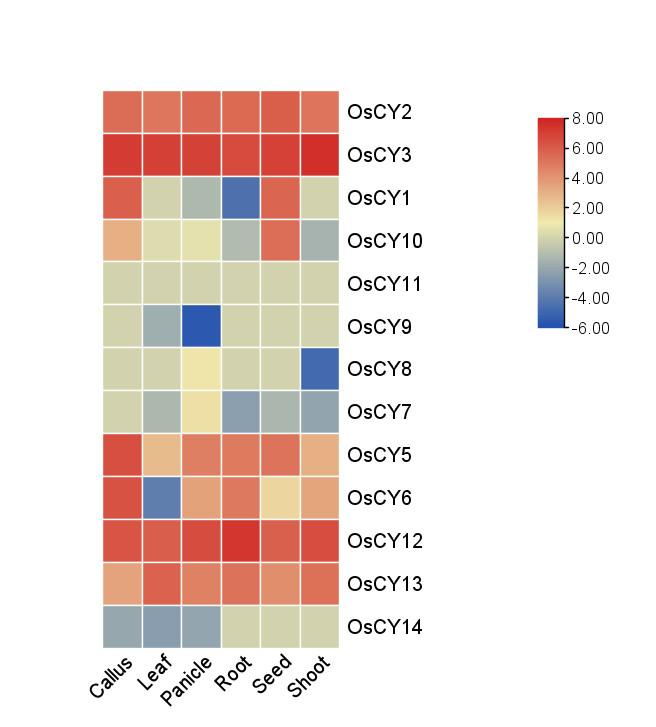 OsCY2
OsCY3
OsCY1
OsCY10
OsCY11
OsCY9
OsCY8
OsCY7
OsCY5
OsCY6
OsCY12
OsCY13
OsCY14
Callus
Leaf
Panicle
Root
Seed
Shoot
8.00
6.00
4.00
2.00
0.00
-2.00
-4.00
-6.00